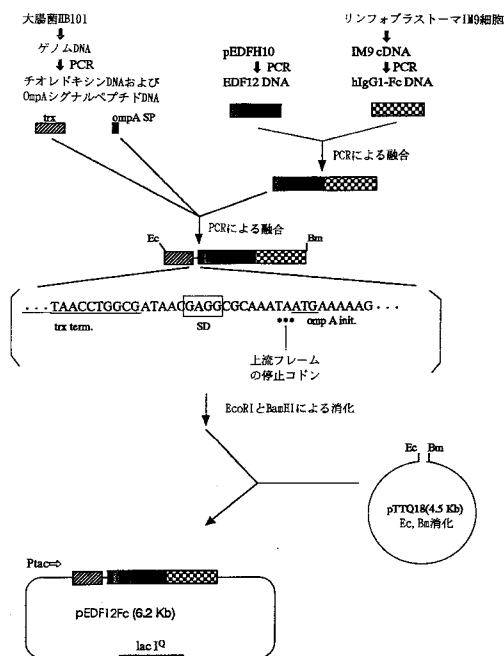 大腸菌HB101
ゲノムDNA
PCR
チオレドキシンDNAおよび
OmpAシグナルペプチドDNA
trx
ompA SP
pEDFH10
PCR
EDF12 DNA
リンフォブラストーマIM9細胞
IM9 cDNA
PCR
hIgG1-Fc DNA
PCRによる融合
PCRによる融合
Ec
Bm
・・・TAACCTGGCGATAACGAGGCGCAAATAATGAAAAAG・・・
trx term.
SD
***
ompA init.
上流フレーム
の停止コドン
EcoRIとBamHIによる消化
Ec Bm
pTTQ18(4.5 Kb)
Ec, Bm消化
Ptac⇨
pEDF12Fc (6.2 Kb)
lac I^Q